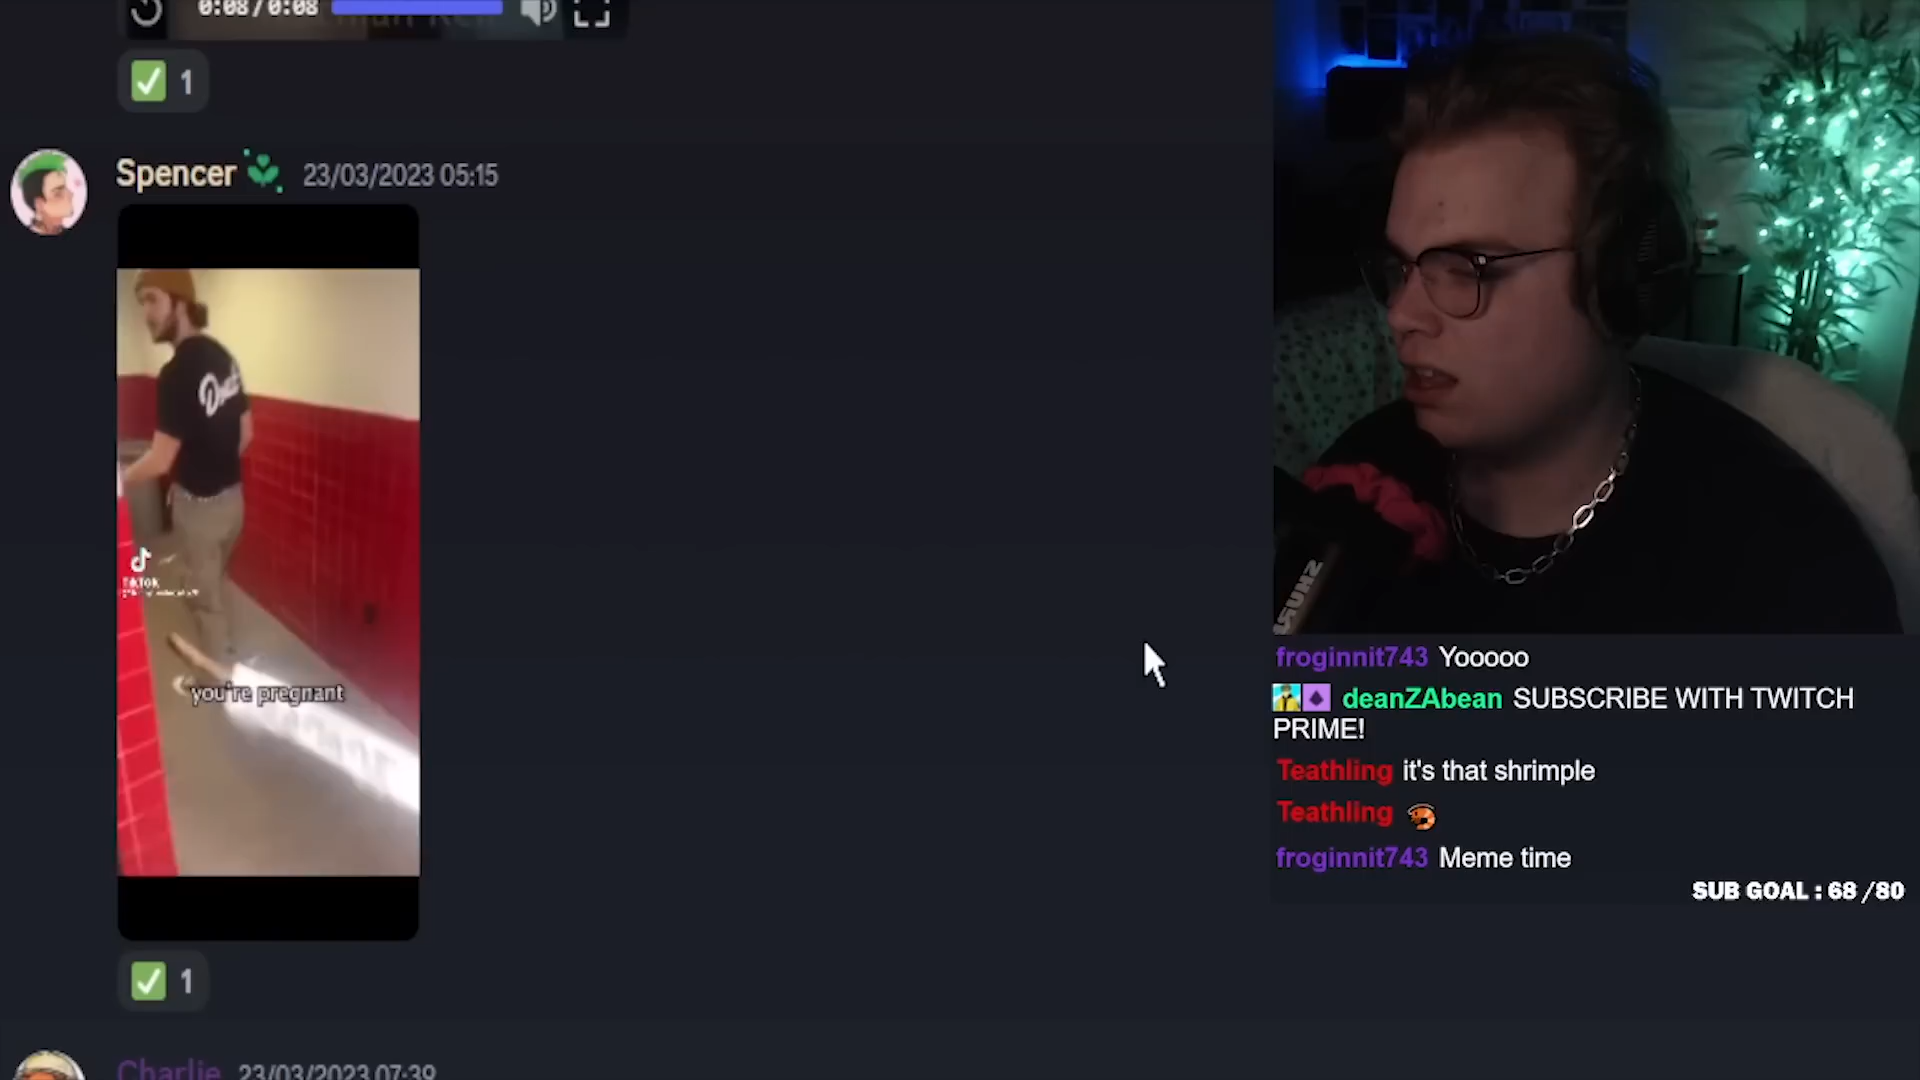 0:08/0:08
1
Spencer 23/03/2023 05:15
TikTok
you're pregnant
1
Charlie 23/03/2023 07:39
froginnit743 Yooooo
deanZAbean SUBSCRIBE WITH TWITCH
PRIME!
Teathling it's that shrimple
Teathling
froginnit743 Meme time
SUB GOAL : 68 /80